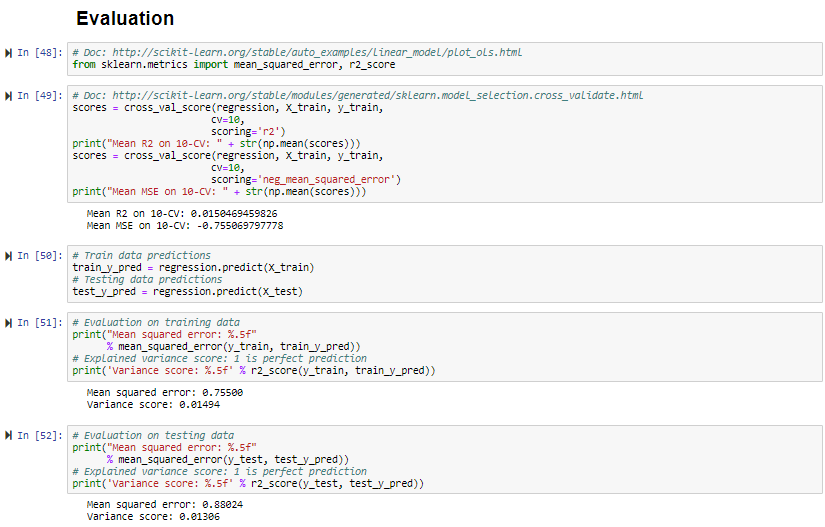 Evaluation
In [48]:
# Doc: http://scikit-learn.org/stable/auto_examples/linear_model/plot_ols.html
from sklearn.metrics import mean_squared_error, r2_score
In [49]:
# Doc: http://scikit-learn.org/stable/modules/generated/sklearn.model_selection.cross_validate.html
scores = cross_val_score(regression, X_train, y_train,
cv=10,
scoring='r2')
print("Mean R2 on 10-CV: " + str(np.mean(scores)))
scores = cross_val_score(regression, X_train, y_train,
cv=10,
scoring='neg_mean_squared_error')
print("Mean MSE on 10-CV: " + str(np.mean(scores)))
Mean R2 on 10-CV: 0.0150469459826
Mean MSE on 10-CV: -0.755069797778
In [50]:
# Train data predictions
train_y_pred = regression.predict(X_train)
# Testing data predictions
test_y_pred = regression.predict(X_test)
In [51]:
# Evaluation on training data
print("Mean squared error: %.5f"
% mean_squared_error(y_train, train_y_pred))
# Explained variance score: 1 is perfect prediction
print('Variance score: %.5f' % r2_score(y_train, train_y_pred))
Mean squared error: 0.75500
Variance score: 0.01494
In [52]:
# Evaluation on testing data
print("Mean squared error: %.5f"
% mean_squared_error(y_test, test_y_pred))
# Explained variance score: 1 is perfect prediction
print('Variance score: %.5f' % r2_score(y_test, test_y_pred))
Mean squared error: 0.88024
Variance score: 0.01306